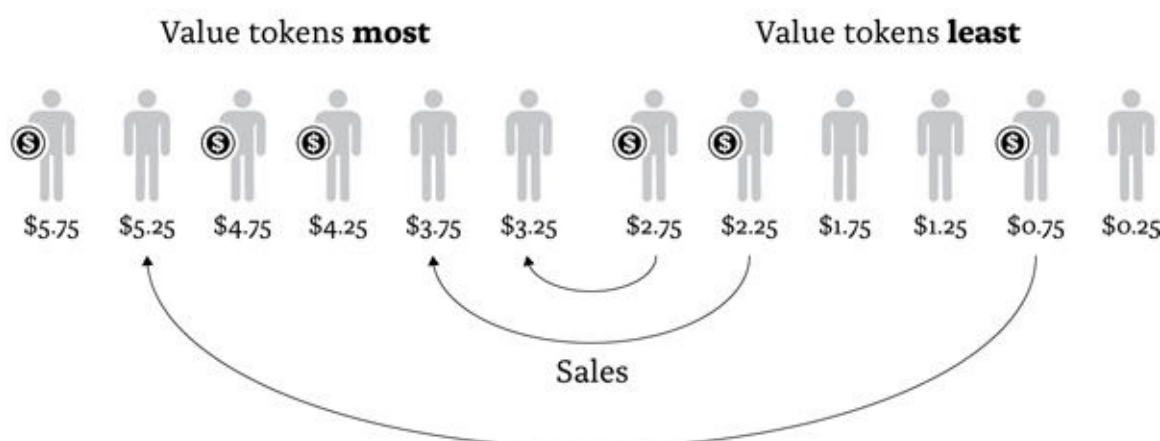 Value tokens most
Value tokens least
$ $ $ $ $ $
$5.75 $5.25 $4.75 $4.25 $3.75 $3.25 $2.75 $2.25 $1.75 $1.25 $0.75 $0.25
Sales